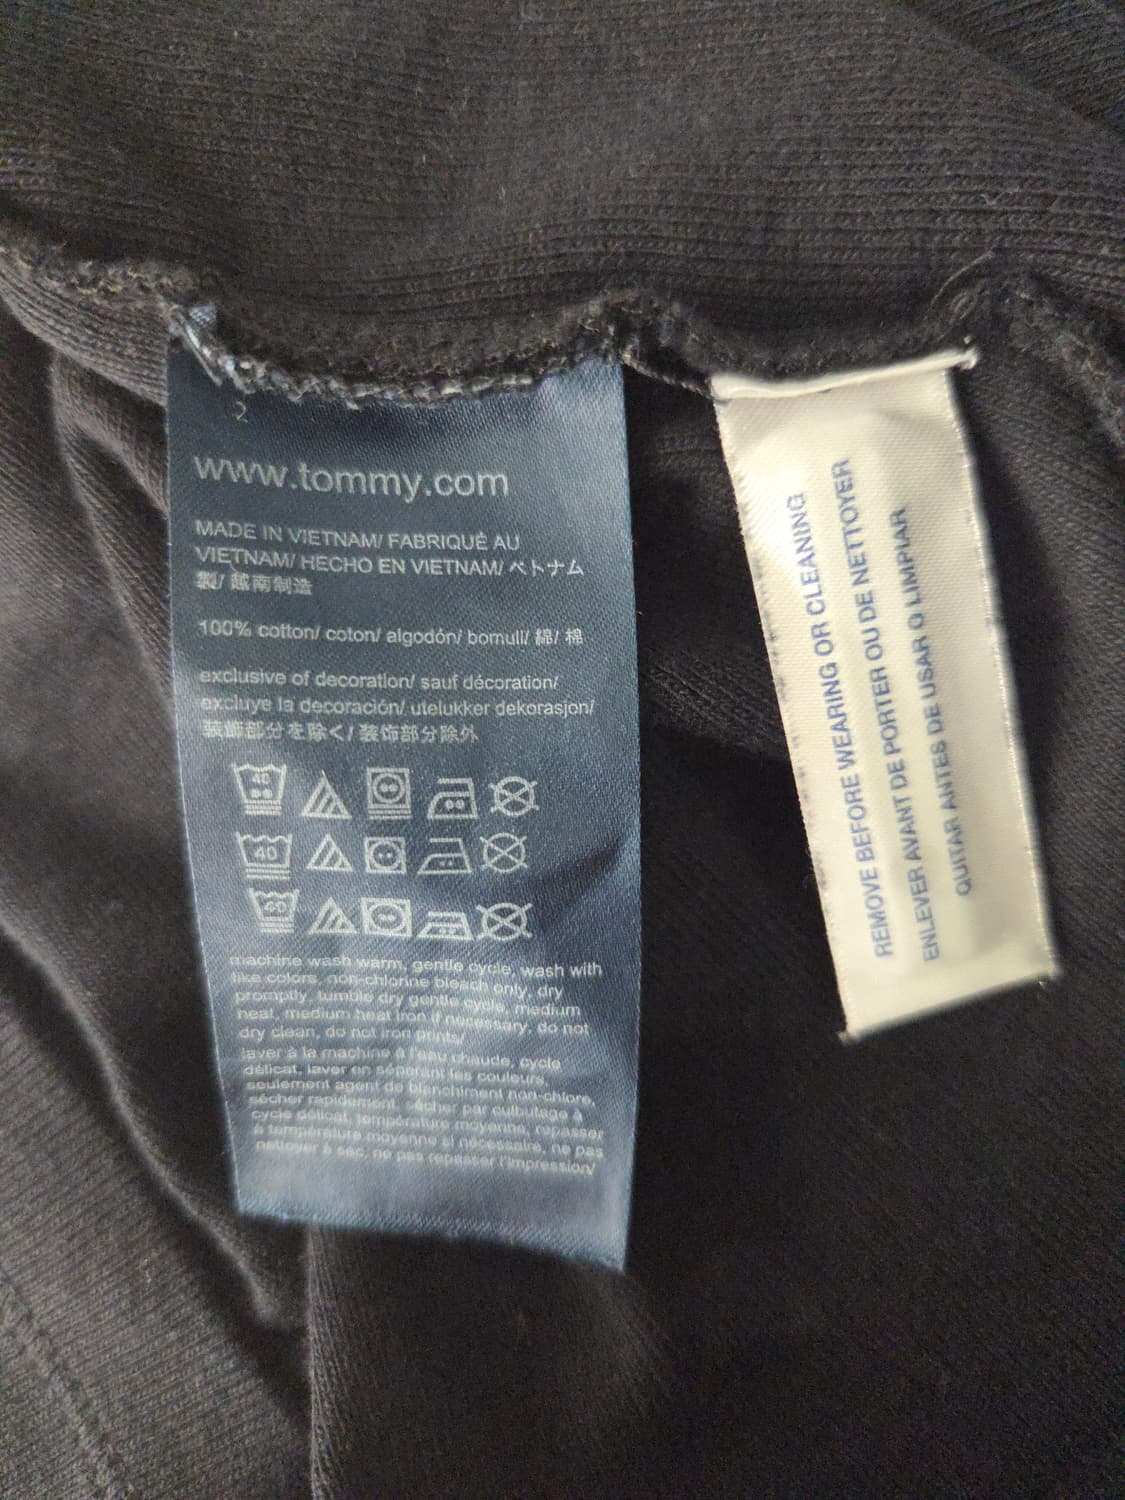 2
www.tommy.com
MADE IN VIETNAM/ FABRIQUÉ AU
VIETNAM/ HECHO EN VIETNAM/ ベトナム
製/ 越南制造
100% cotton/ coton/ algodón/ bomull/ 綿/ 棉
exclusive of decoration/ sauf décoration/
excluye la decoración/ utelukker dekorasjon/
装飾部分を除く/ 装饰部分除外
40
40
40
machine wash warm, gentle cycle, wash with
like colors, non-chlorine bleach only, dry
promptly, tumble dry gentle cycle, medium
heat, medium heat iron if necessary, do not
dry clean, do not iron prints/
laver à la machine à l'eau chaude, cycle
délicat, laver en séparant les couleurs,
seulement agent de blanchiment non-chlore,
sécher rapidement, sécher par culbutage à
cycle délicat, température moyenne, repasser
à température moyenne si nécessaire, ne pas
nettoyer à sec, ne pas repasser l'impression/
REMOVE BEFORE WEARING OR CLEANING
ENLEVER AVANT DE PORTER OU DE NETTOYER
QUITAR ANTES DE USAR O LIMPIAR